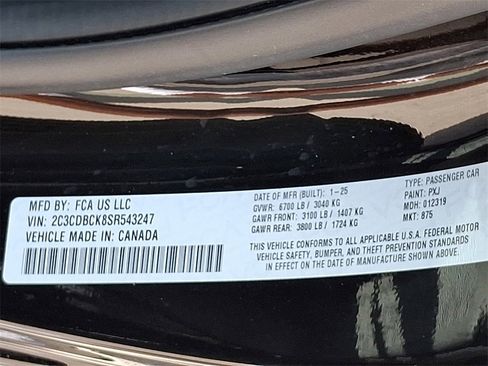 MFD BY: FCA US LLC
VIN: 2C3CDBCK8SR543247
VEHICLE MADE IN: CANADA
DATE OF MFR (BUILT): 1-25
GVWR: 6700 LB / 3040 KG
GAWR FRONT: 3100 LB / 1407 KG
GAWR REAR: 3800 LB / 1724 KG
TYPE: PASSENGER CAR
PAINT: PXJ
MDH: 012319
MKT: 875
THIS VEHICLE CONFORMS TO ALL APPLICABLE U.S.A. FEDERAL MOTOR
VEHICLE SAFETY, BUMPER, AND THEFT PREVENTION STANDARDS
IN EFFECT ON THE DATE OF MANUFACTURE SHOWN ABOVE.